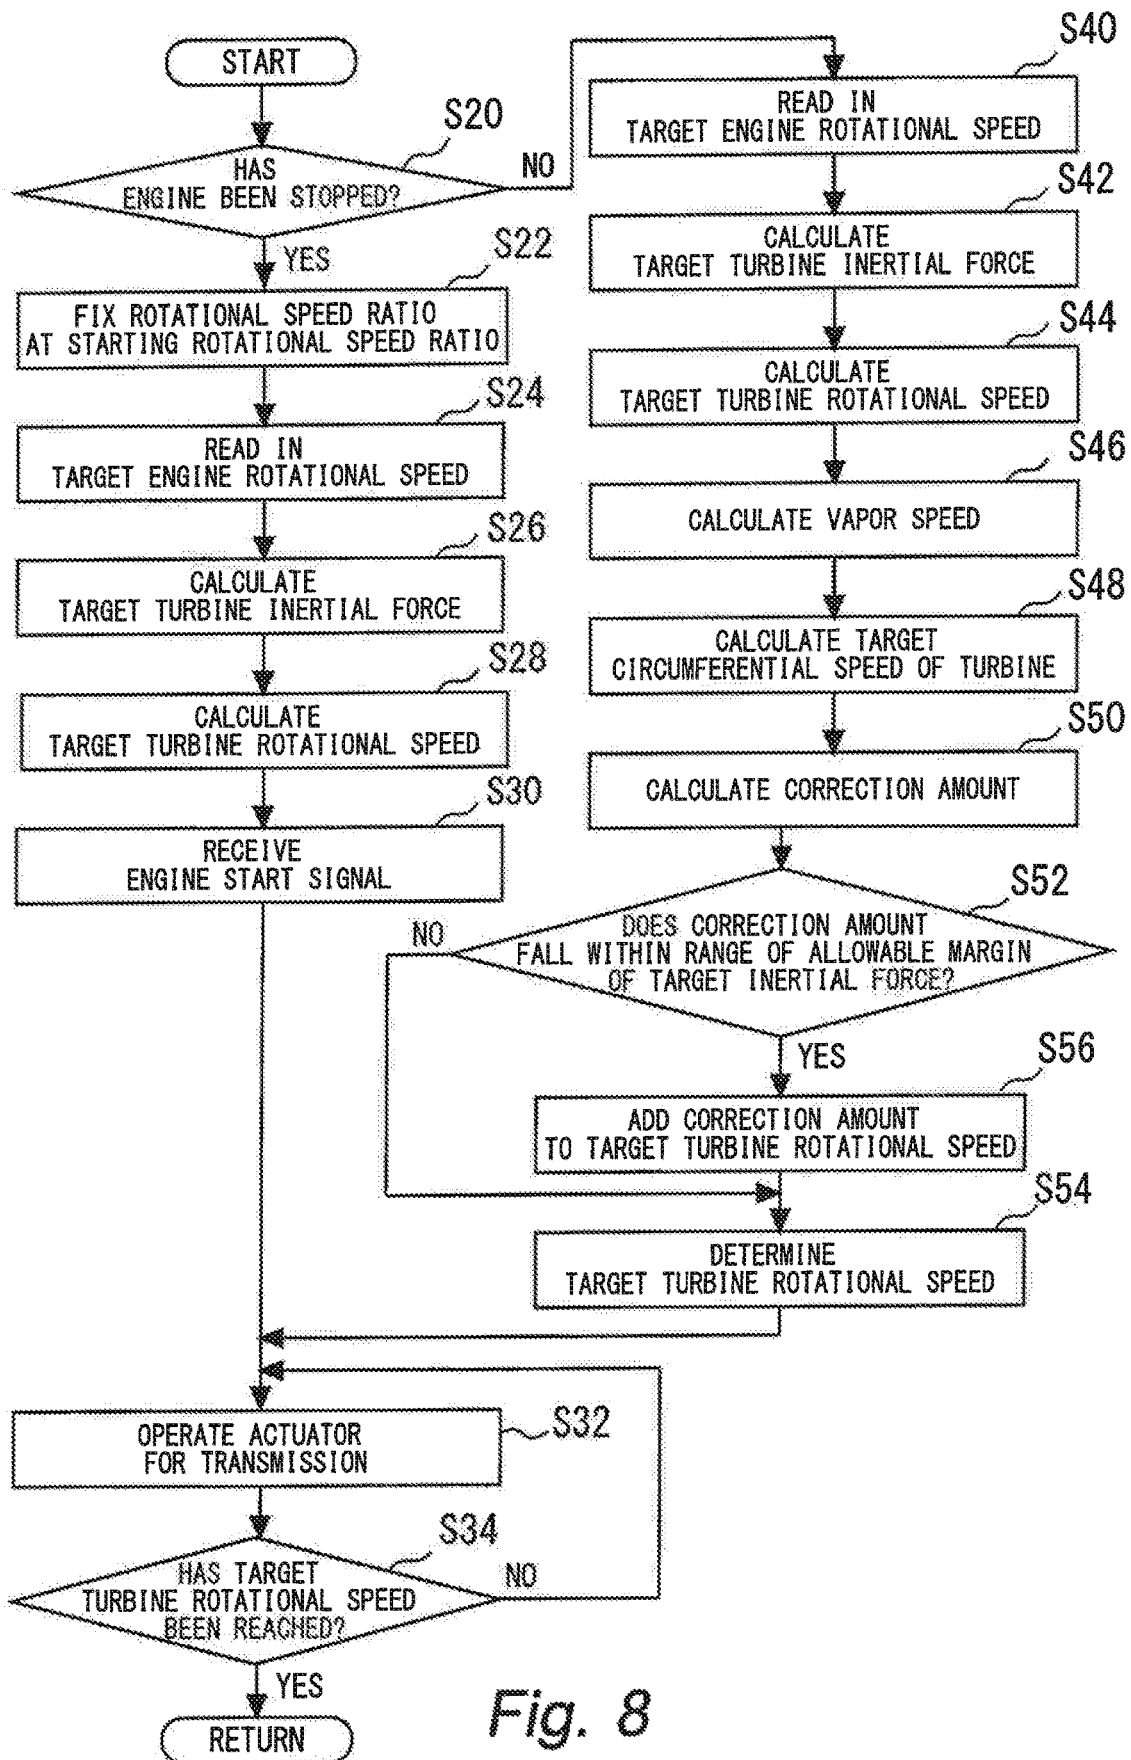 START
S20
HAS
ENGINE BEEN STOPPED?
NO
YES
S22
FIX ROTATIONAL SPEED RATIO
AT STARTING ROTATIONAL SPEED RATIO
S24
READ IN
TARGET ENGINE ROTATIONAL SPEED
S26
CALCULATE
TARGET TURBINE INERTIAL FORCE
S28
CALCULATE
TARGET TURBINE ROTATIONAL SPEED
S30
RECEIVE
ENGINE START SIGNAL
S40
READ IN
TARGET ENGINE ROTATIONAL SPEED
S42
CALCULATE
TARGET TURBINE INERTIAL FORCE
S44
CALCULATE
TARGET TURBINE ROTATIONAL SPEED
S46
CALCULATE VAPOR SPEED
S48
CALCULATE TARGET
CIRCUMFERENTIAL SPEED OF TURBINE
S50
CALCULATE CORRECTION AMOUNT
S52
DOES CORRECTION AMOUNT
FALL WITHIN RANGE OF ALLOWABLE MARGIN
OF TARGET INERTIAL FORCE?
NO
YES
S56
ADD CORRECTION AMOUNT
TO TARGET TURBINE ROTATIONAL SPEED
S54
DETERMINE
TARGET TURBINE ROTATIONAL SPEED
S32
OPERATE ACTUATOR
FOR TRANSMISSION
S34
HAS TARGET
TURBINE ROTATIONAL SPEED
BEEN REACHED?
NO
YES
RETURN
Fig. 8